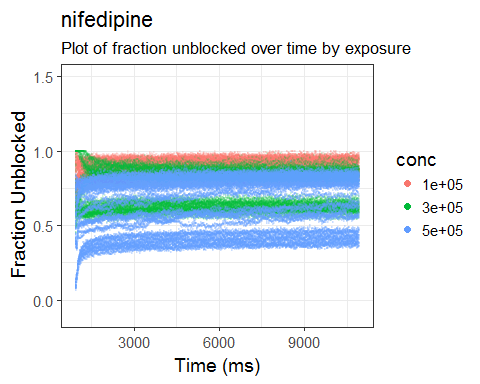 nifedipine
Plot of fraction unblocked over time by exposure
1.5
1.0
0.5
0.0
Fraction Unblocked
3000 6000 9000
Time (ms)
conc
1e+05
3e+05
5e+05